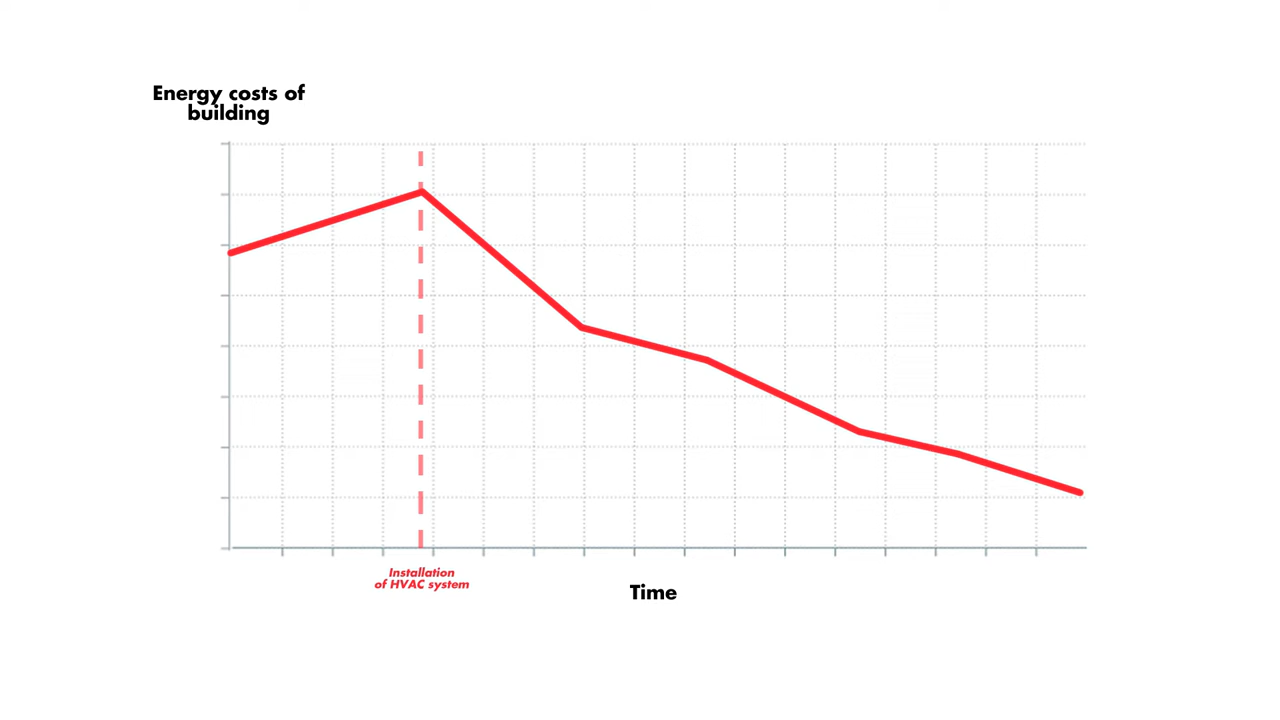 Energy costs of
building
Installation
of HVAC system
Time